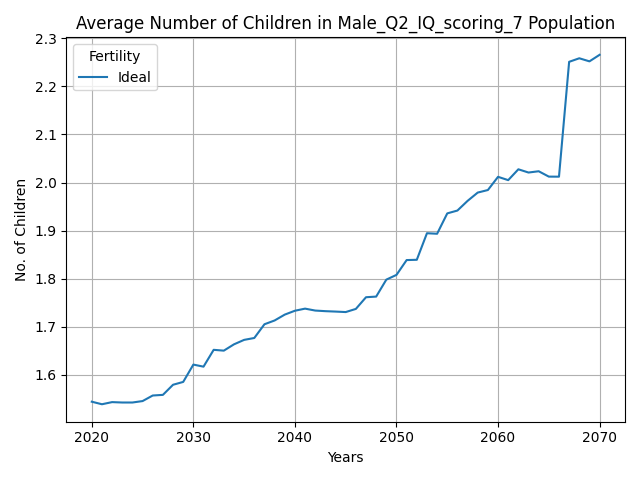 Average Number of Children in Male_Q2_IQ_scoring_7 Population
Fertility
Ideal
No. of Children
2.3
2.2
2.1
2.0
1.9
1.8
1.7
1.6
2020 2030 2040 2050 2060 2070
Years